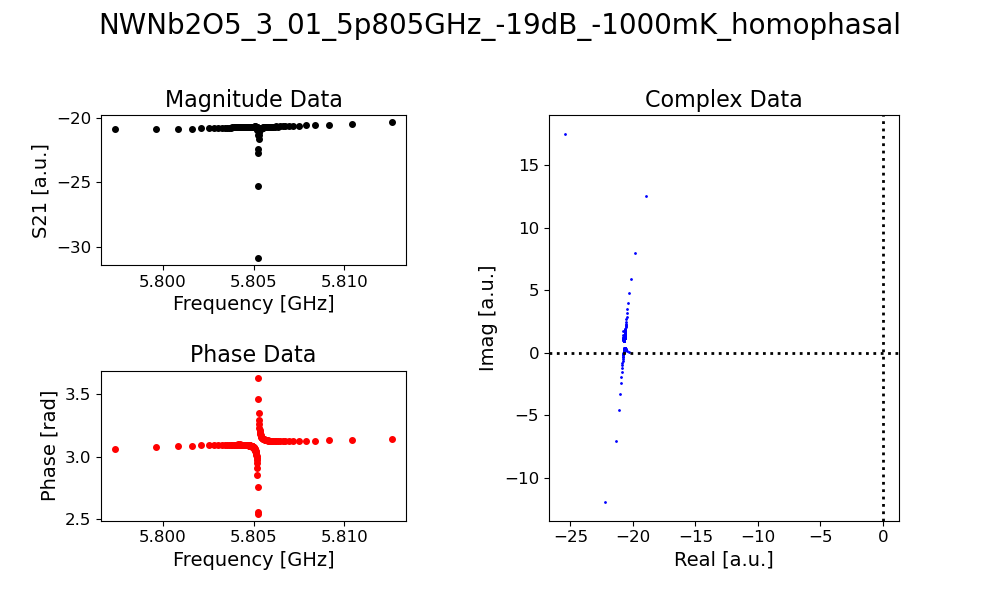 NWNb2O5_3_01_5p805GHz_-19dB_-1000mK_homophasal
Magnitude Data
S21 [a.u.]
−20
−25
−30
5.800 5.805 5.810
Frequency [GHz]
Phase Data
Phase [rad]
3.5
3.0
2.5
5.800 5.805 5.810
Frequency [GHz]
Complex Data
Imag [a.u.]
15
10
5
0
−5
−10
−25 −20 −15 −10 −5 0
Real [a.u.]